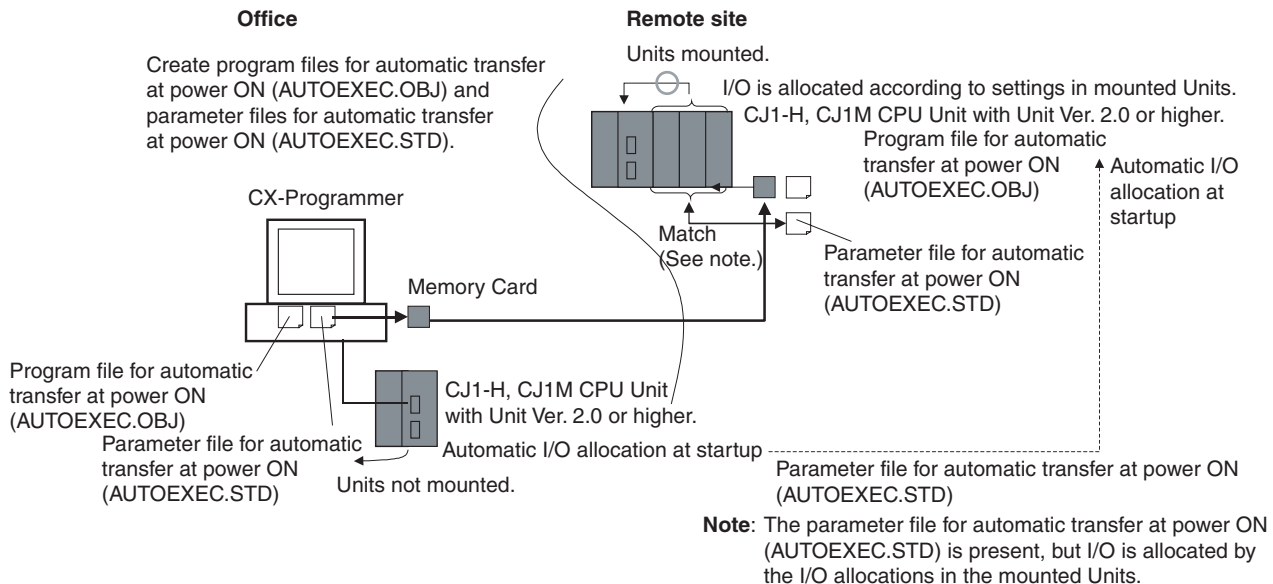 Office
Remote site
Units mounted.
Create program files for automatic transfer
at power ON (AUTOEXEC.OBJ) and
parameter files for automatic transfer
at power ON (AUTOEXEC.STD).
I/O is allocated according to settings in mounted Units.
CJ1-H, CJ1M CPU Unit with Unit Ver. 2.0 or higher.
Program file for automatic
transfer at power ON
(AUTOEXEC.OBJ)
Automatic I/O
allocation at
startup
CX-Programmer
Match
(See note.)
Parameter file for automatic
transfer at power ON
(AUTOEXEC.STD)
Memory Card
Program file for automatic
transfer at power ON
(AUTOEXEC.OBJ)
CJ1-H, CJ1M CPU Unit
with Unit Ver. 2.0 or higher.
Parameter file for automatic
transfer at power ON
(AUTOEXEC.STD)
Automatic I/O allocation at startup
Units not mounted.
Parameter file for automatic transfer at power ON
(AUTOEXEC.STD)
Note: The parameter file for automatic transfer at power ON
(AUTOEXEC.STD) is present, but I/O is allocated by
the I/O allocations in the mounted Units.